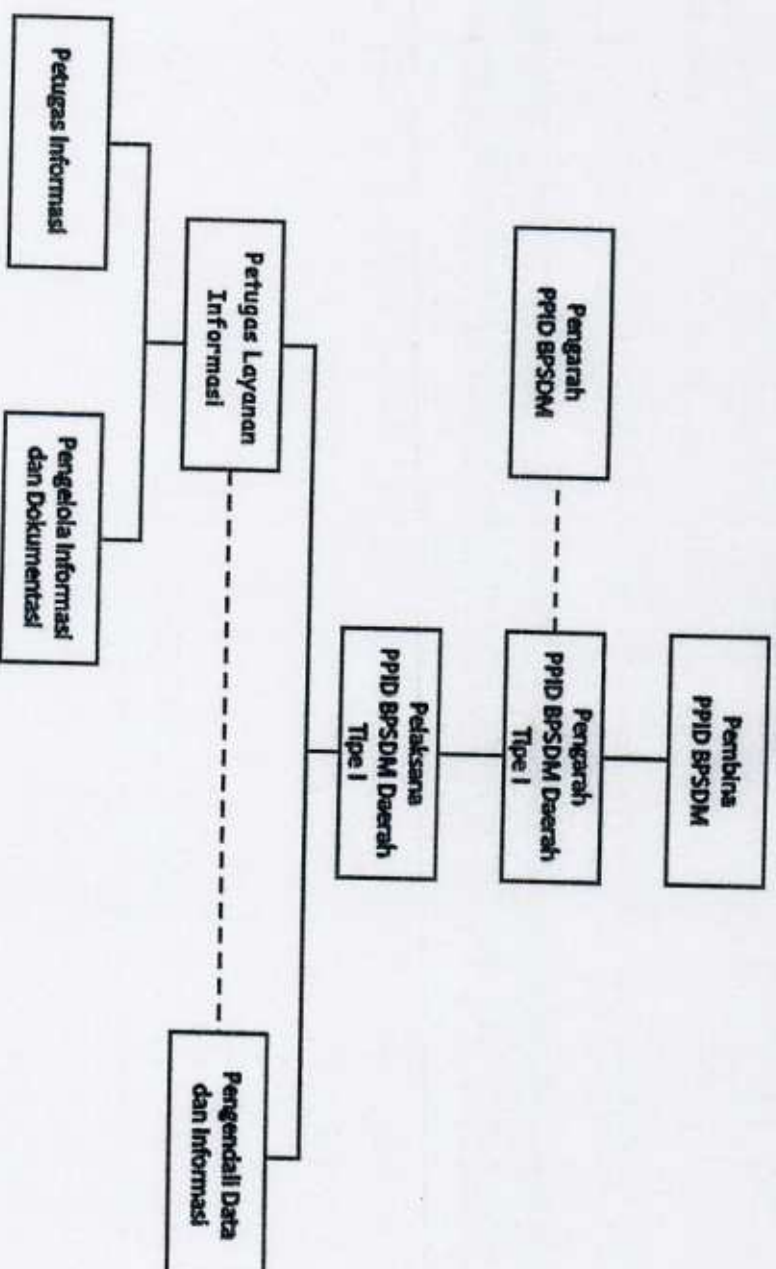 Pembina
PPID BPSDM
Pengarah
PPID BPSDM
Pengarah
PPID BPSDM Daerah
Tipe I
Pelaksana
PPID BPSDM Daerah
Tipe I
Petugas Layanan
Informasi
Pengendali Data
dan Informasi
Petugas Informasi
Pengelola Informasi
dan Dokumentasi